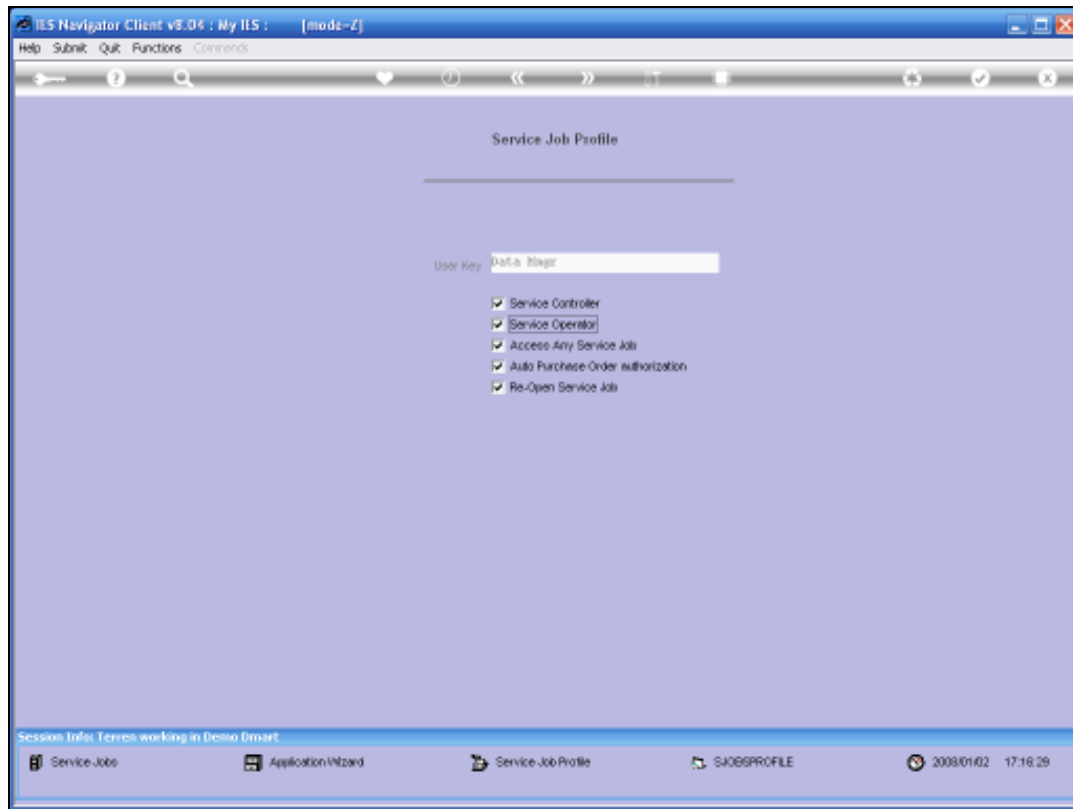 IES Navigator Client v8.04 : My IES : [mode-Z]
Help Submit Quit Functions Commands
Service Job Profile
User Key Data Mngr
Service Controller
Service Operator
Access Any Service Job
Auto Purchase Order authorization
Re-Open Service Job
Session Info: Terren working in Demo Dmart
Service Jobs Application Wizard Service Job Profile SJOBSPROFILE 2008/01/02 17:16:29